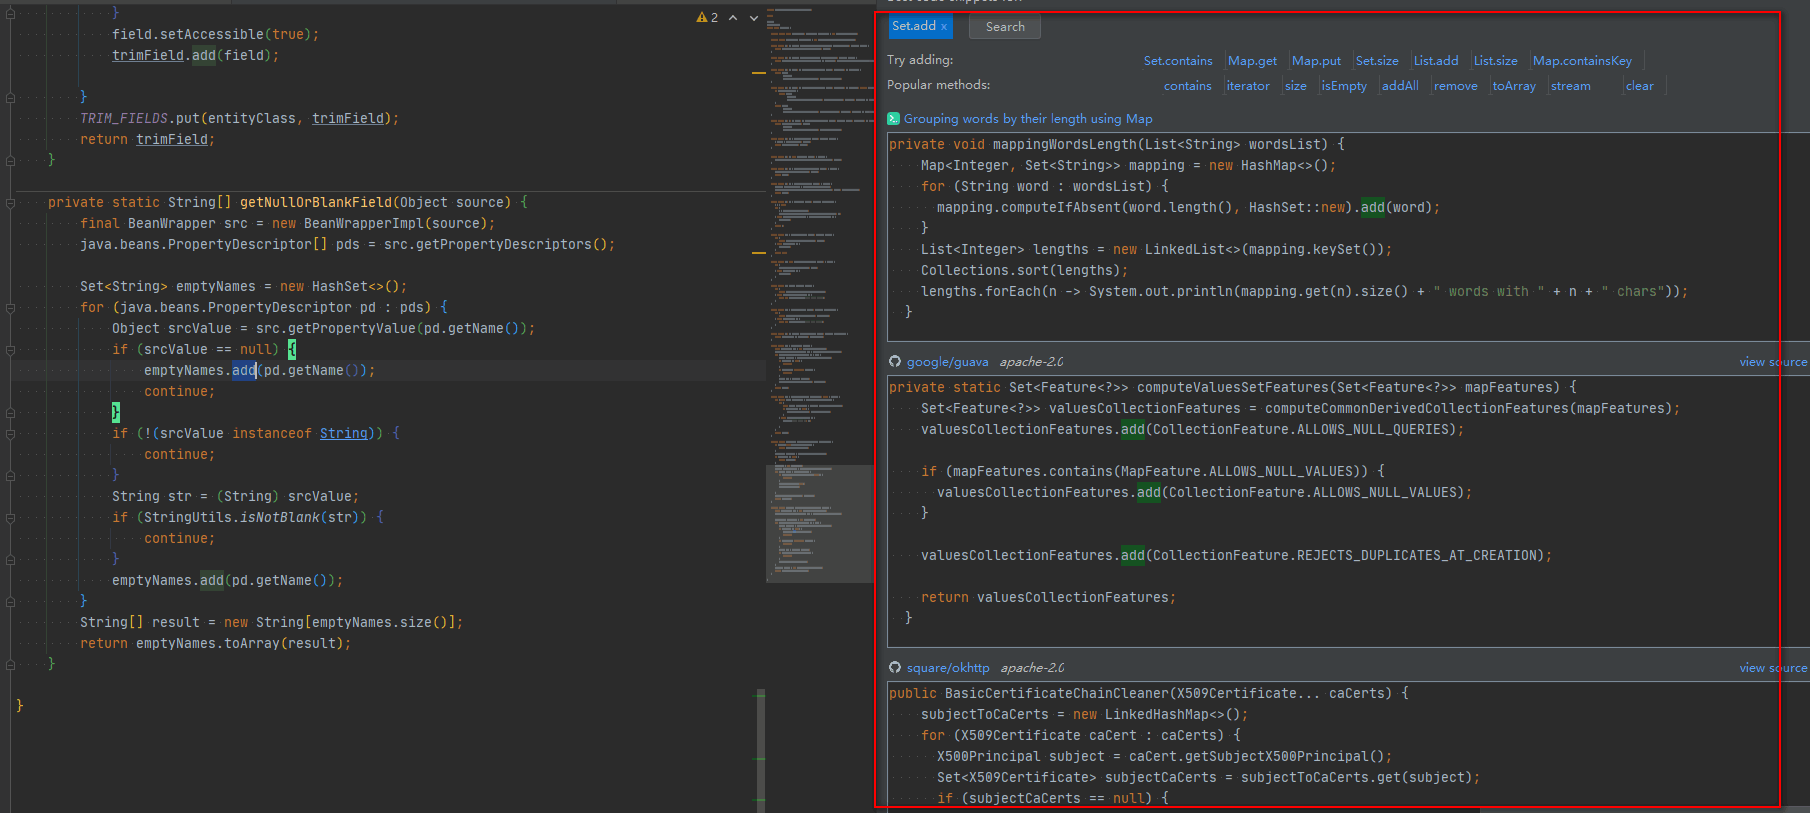 }
field.setAccessible(true);
trimField.add(field);
}
TRIM_FIELDS.put(entityClass, trimField);
return trimField;
}
private static String[] getNullOrBlankField(Object source) {
final BeanWrapper src = new BeanWrapperImpl(source);
java.beans.PropertyDescriptor[] pds = src.getPropertyDescriptors();
Set<String> emptyNames = new HashSet<>();
for (java.beans.PropertyDescriptor pd : pds) {
Object srcValue = src.getPropertyValue(pd.getName());
if (srcValue == null) {
emptyNames.add(pd.getName());
continue;
}
if (!(srcValue instanceof String)) {
continue;
}
String str = (String) srcValue;
if (StringUtils.isNotBlank(str)) {
continue;
}
emptyNames.add(pd.getName());
}
String[] result = new String[emptyNames.size()];
return emptyNames.toArray(result);
}
}
2
Set.add x
Search
Try adding: Set.contains Map.get Map.put Set.size List.add List.size Map.containsKey
Popular methods: contains iterator size isEmpty addAll remove toArray stream clear
Grouping words by their length using Map
private void mappingWordsLength(List<String> wordsList) {
Map<Integer, Set<String>> mapping = new HashMap<>();
for (String word : wordsList) {
mapping.computeIfAbsent(word.length(), HashSet::new).add(word);
}
List<Integer> lengths = new LinkedList<>(mapping.keySet());
Collections.sort(lengths);
lengths.forEach(n -> System.out.println(mapping.get(n).size() + " words with " + n + " chars"));
}
google/guava apache-2.0 view source
private static Set<Feature<?>> computeValuesSetFeatures(Set<Feature<?>> mapFeatures) {
Set<Feature<?>> valuesCollectionFeatures = computeCommonDerivedCollectionFeatures(mapFeatures);
valuesCollectionFeatures.add(CollectionFeature.ALLOWS_NULL_QUERIES);
if (mapFeatures.contains(MapFeature.ALLOWS_NULL_VALUES)) {
valuesCollectionFeatures.add(CollectionFeature.ALLOWS_NULL_VALUES);
}
valuesCollectionFeatures.add(CollectionFeature.REJECTS_DUPLICATES_AT_CREATION);
return valuesCollectionFeatures;
}
square/okhttp apache-2.0 view source
public BasicCertificateChainCleaner(X509Certificate... caCerts) {
subjectToCaCerts = new LinkedHashMap<>();
for (X509Certificate caCert : caCerts) {
X500Principal subject = caCert.getSubjectX500Principal();
Set<X509Certificate> subjectCaCerts = subjectToCaCerts.get(subject);
if (subjectCaCerts == null) {